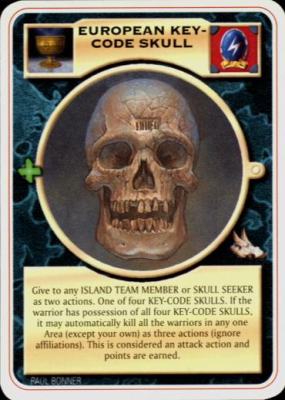 EUROPEAN KEY-
CODE SKULL
Give to any ISLAND TEAM MEMBER or SKULL SEEKER
as two actions. One of four KEY-CODE SKULLS. If the
warrior has possession of all four KEY-CODE SKULLS,
it may automatically kill all the warriors in any one
Area (except your own) as three actions (ignore
affiliations). This is considered an attack action and
points are earned.
PAUL BONNER